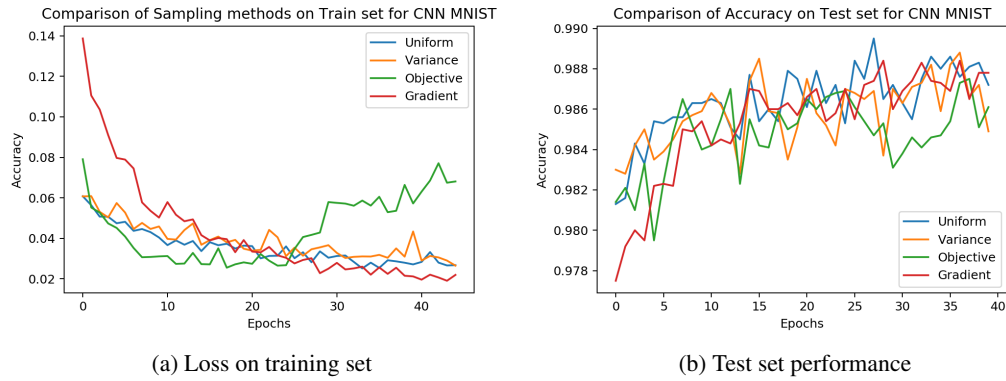 Comparison of Sampling methods on Train set for CNN MNIST
0.14
0.12
0.10
0.08
0.06
0.04
0.02
Accuracy
Uniform
Variance
Objective
Gradient
0 10 20 30 40
Epochs
(a) Loss on training set
Comparison of Accuracy on Test set for CNN MNIST
0.990
0.988
0.986
0.984
0.982
0.980
0.978
Accuracy
Uniform
Variance
Objective
Gradient
0 5 10 15 20 25 30 35 40
Epochs
(b) Test set performance